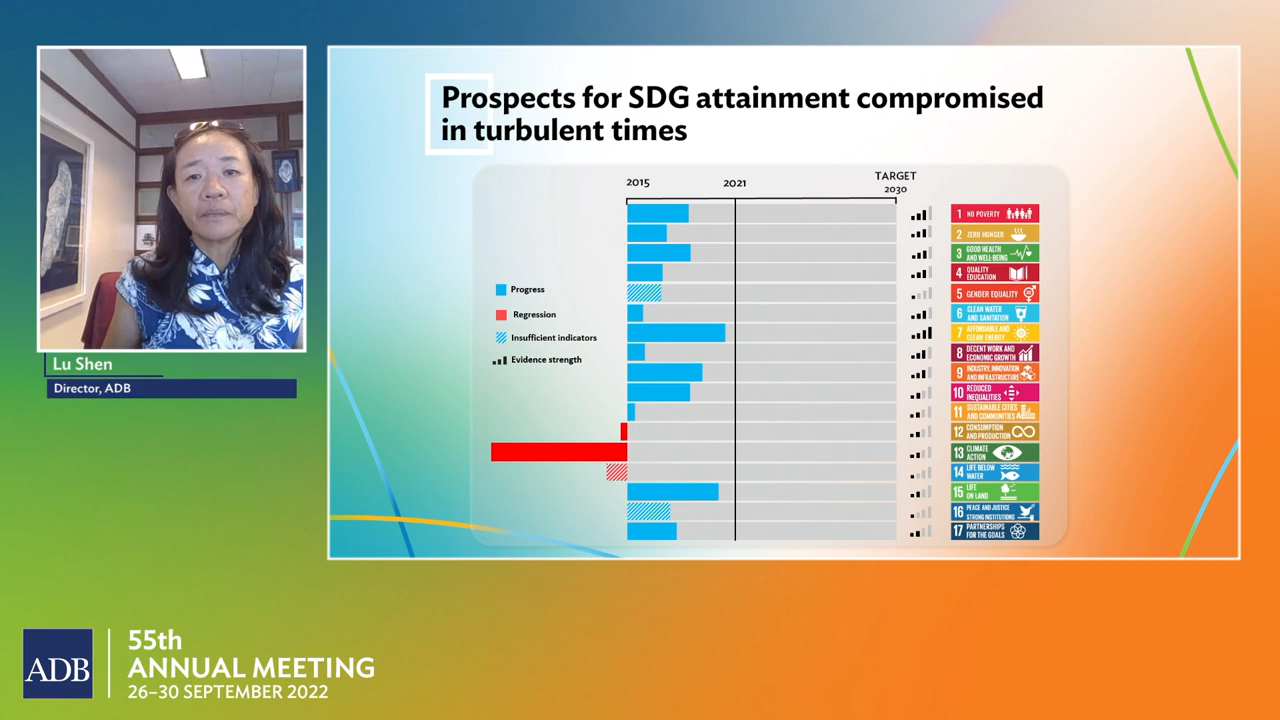 Prospects for SDG attainment compromised
in turbulent times
2015
2021
TARGET
2030
Progress
Regression
Insufficient indicators
Evidence strength
1 NO POVERTY
2 ZERO HUNGER
3 GOOD HEALTH
AND WELL-BEING
4 QUALITY
EDUCATION
5 GENDER EQUALITY
6 CLEAN WATER
AND SANITATION
7 AFFORDABLE AND
CLEAN ENERGY
8 DECENT WORK AND
ECONOMIC GROWTH
9 INDUSTRY, INNOVATION
AND INFRASTRUCTURE
10 REDUCED
INEQUALITIES
11 SUSTAINABLE CITIES
AND COMMUNITIES
12 CONSUMPTION
AND PRODUCTION
13 CLIMATE
ACTION
14 LIFE BELOW
WATER
15 LIFE
ON LAND
16 PEACE AND JUSTICE
STRONG INSTITUTIONS
17 PARTNERSHIPS
FOR THE GOALS
Lu Shen
Director, ADB
ADB
55th
ANNUAL MEETING
26–30 SEPTEMBER 2022